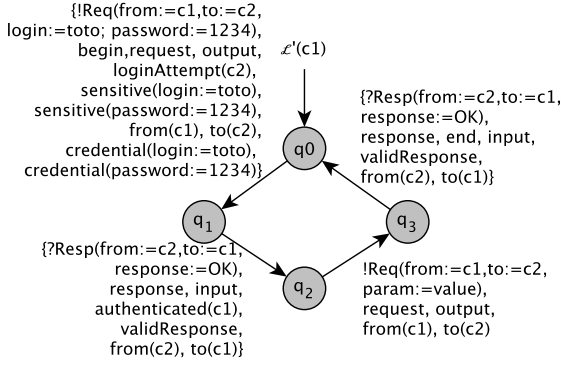 {!Req(from:=c1,to:=c2,
login:=toto; password:=1234),
begin,request, output,
loginAttempt(c2),
sensitive(login:=toto),
sensitive(password:=1234),
from(c1), to(c2),
credential(login:=toto),
credential(password:=1234)}
ℒ'(c1)
{?Resp(from:=c2,to:=c1,
response:=OK),
response, end, input,
validResponse,
from(c2), to(c1)}
q0
q1
q3
q2
{?Resp(from:=c2,to:=c1,
response:=OK),
response, input,
authenticated(c1),
validResponse,
from(c2), to(c1)}
!Req(from:=c1,to:=c2,
param:=value),
request, output,
from(c1), to(c2)